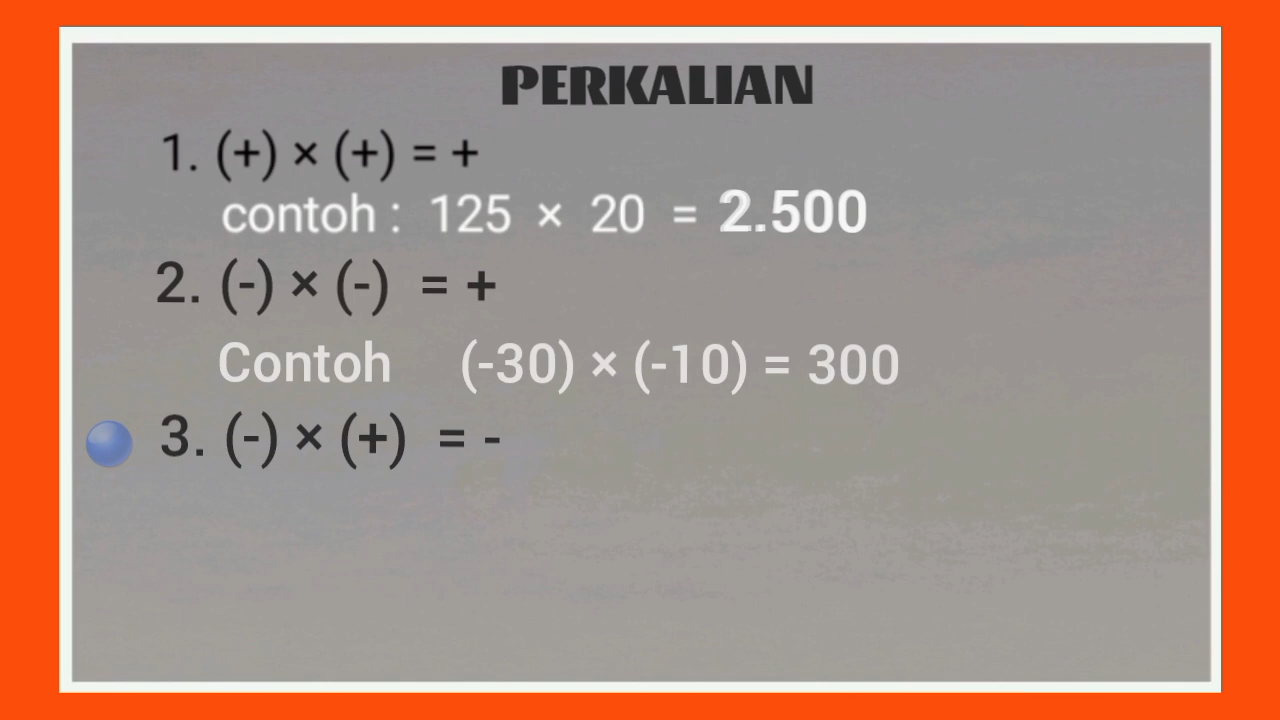 PERKALIAN
1. (+) × (+) = +
contoh : 125 × 20 = 2.500
2. (-) × (-) = +
Contoh (-30) × (-10) = 300
3. (-) × (+) = -